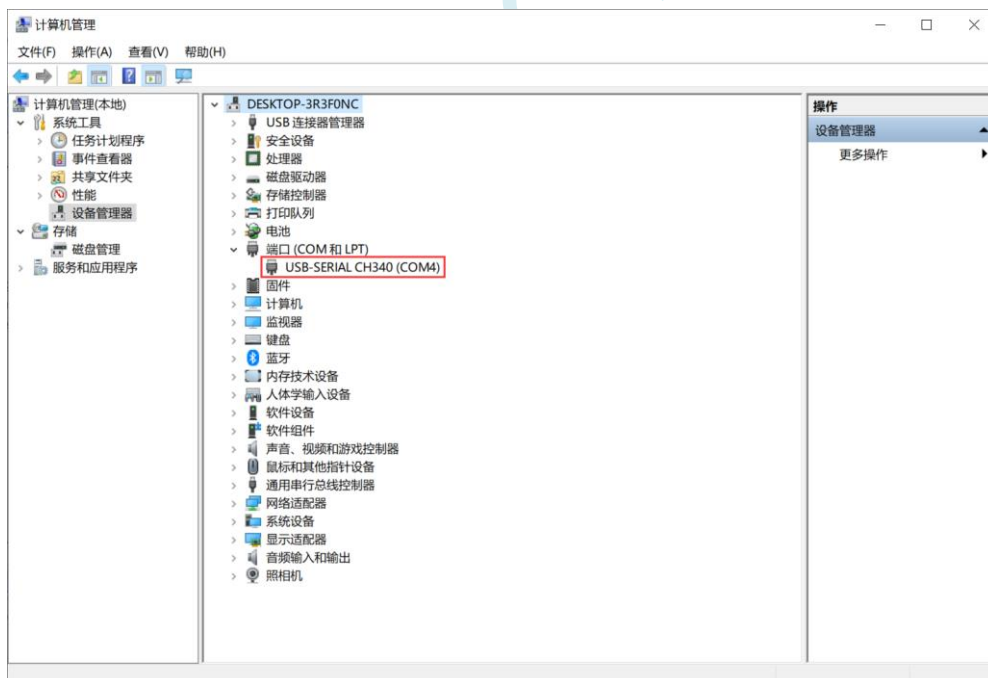 计算机管理
文件(F) 操作(A) 查看(V) 帮助(H)
计算机管理(本地)
系统工具
任务计划程序
事件查看器
共享文件夹
性能
设备管理器
存储
磁盘管理
服务和应用程序
DESKTOP-3R3F0NC
USB 连接器管理器
安全设备
处理器
磁盘驱动器
存储控制器
打印队列
电池
端口 (COM 和 LPT)
USB-SERIAL CH340 (COM4)
固件
计算机
监视器
键盘
蓝牙
内存技术设备
人体学输入设备
软件设备
软件组件
声音、视频和游戏控制器
鼠标和其他指针设备
通用串行总线控制器
网络适配器
系统设备
显示适配器
音频输入和输出
照相机
操作
设备管理器
更多操作